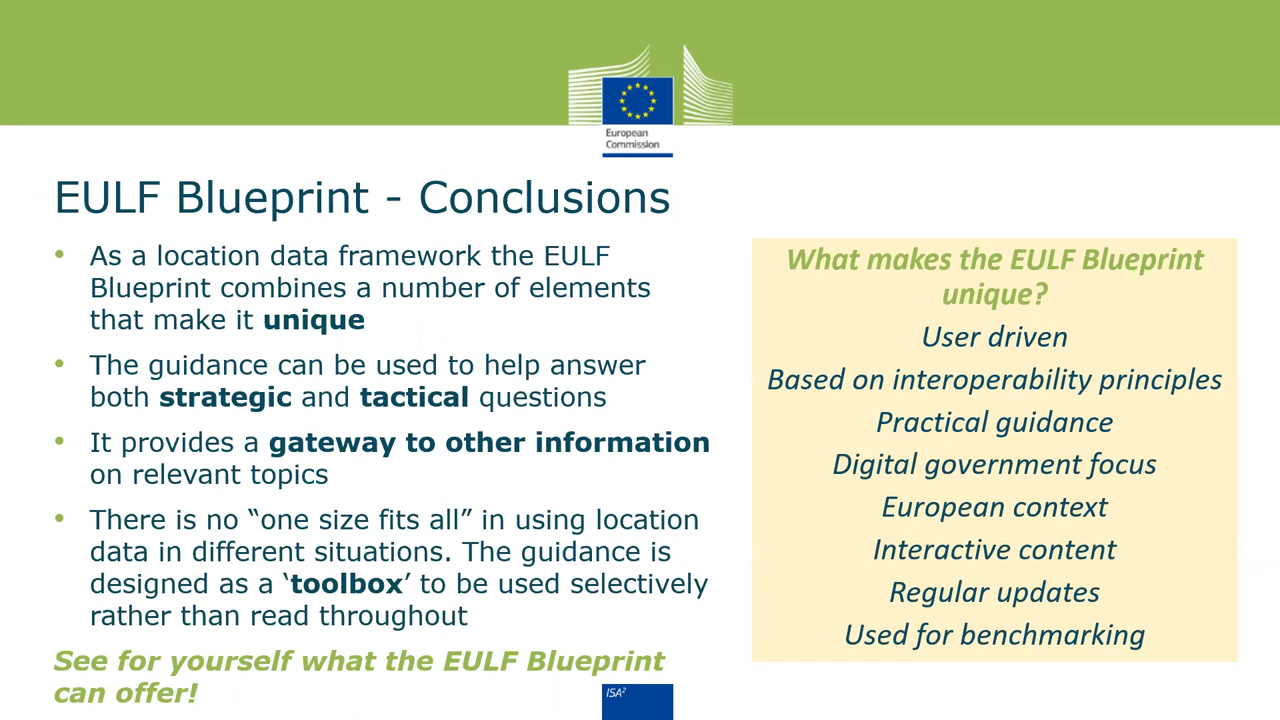 European
Commission
EULF Blueprint - Conclusions
• As a location data framework the EULF
Blueprint combines a number of elements
that make it unique
• The guidance can be used to help answer
both strategic and tactical questions
• It provides a gateway to other information
on relevant topics
• There is no “one size fits all” in using location
data in different situations. The guidance is
designed as a ‘toolbox’ to be used selectively
rather than read throughout
See for yourself what the EULF Blueprint
can offer!
What makes the EULF Blueprint
unique?
User driven
Based on interoperability principles
Practical guidance
Digital government focus
European context
Interactive content
Regular updates
Used for benchmarking
ISA²